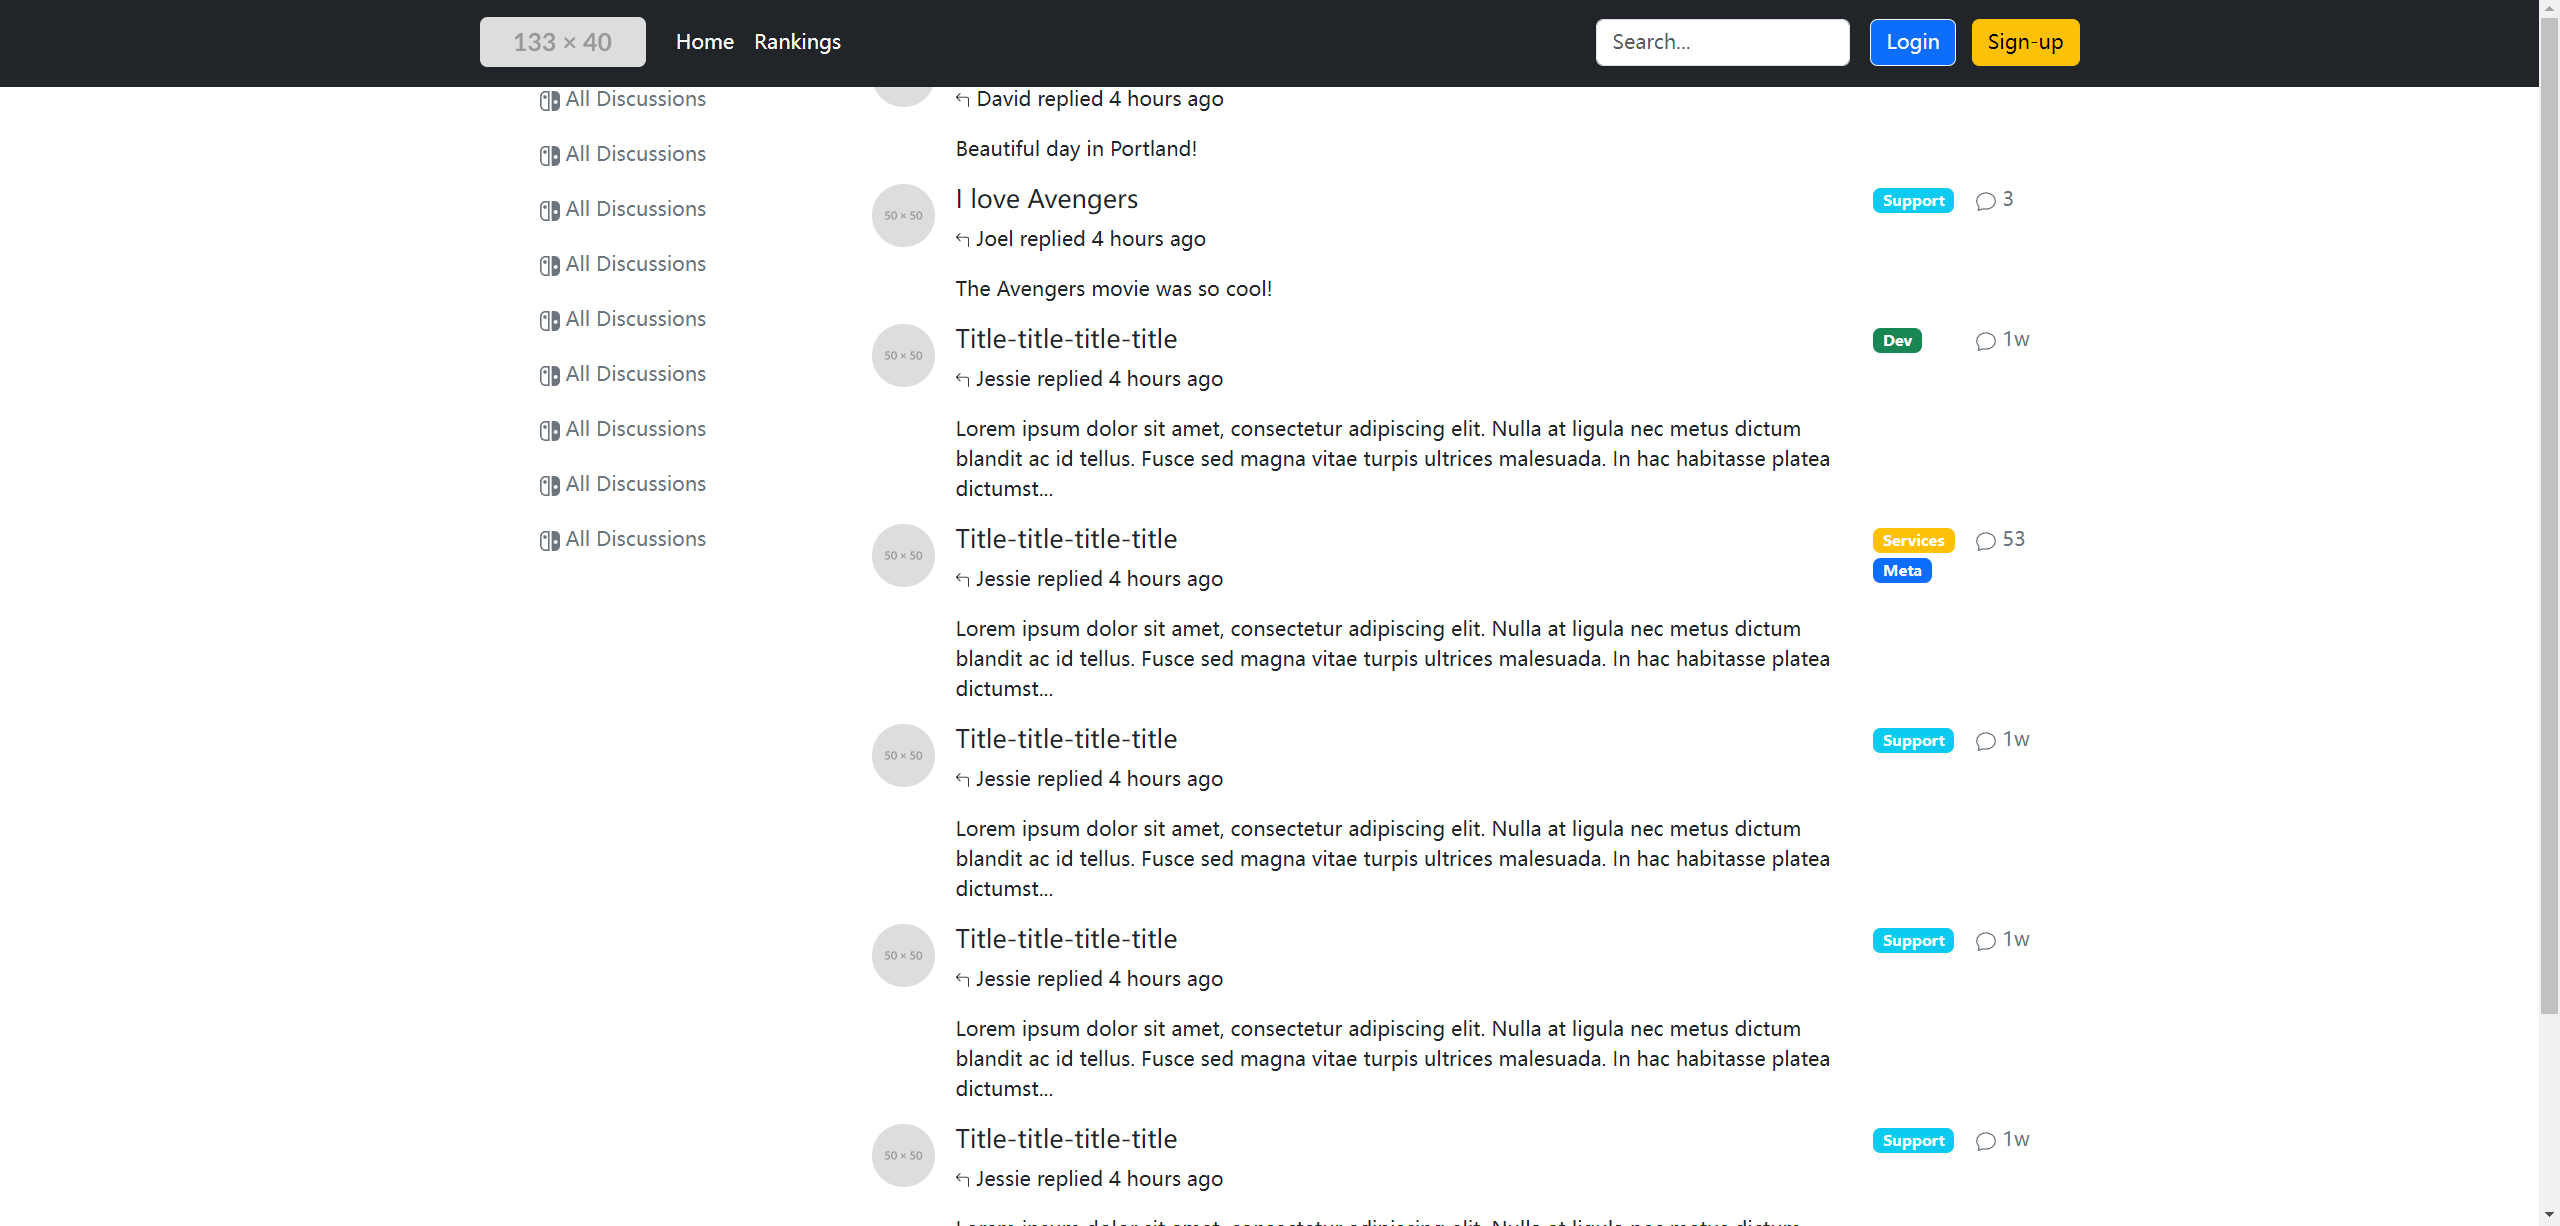 133 × 40
Home
Rankings
Search...
Login
Sign-up
All Discussions
All Discussions
All Discussions
All Discussions
All Discussions
All Discussions
All Discussions
All Discussions
All Discussions
David replied 4 hours ago
Beautiful day in Portland!
50 × 50
I love Avengers
Support
3
Joel replied 4 hours ago
The Avengers movie was so cool!
50 × 50
Title-title-title-title
Dev
1w
Jessie replied 4 hours ago
Lorem ipsum dolor sit amet, consectetur adipiscing elit. Nulla at ligula nec metus dictum
blandit ac id tellus. Fusce sed magna vitae turpis ultrices malesuada. In hac habitasse platea
dictumst...
50 × 50
Title-title-title-title
Services
Meta
53
Jessie replied 4 hours ago
Lorem ipsum dolor sit amet, consectetur adipiscing elit. Nulla at ligula nec metus dictum
blandit ac id tellus. Fusce sed magna vitae turpis ultrices malesuada. In hac habitasse platea
dictumst...
50 × 50
Title-title-title-title
Support
1w
Jessie replied 4 hours ago
Lorem ipsum dolor sit amet, consectetur adipiscing elit. Nulla at ligula nec metus dictum
blandit ac id tellus. Fusce sed magna vitae turpis ultrices malesuada. In hac habitasse platea
dictumst...
50 × 50
Title-title-title-title
Support
1w
Jessie replied 4 hours ago
Lorem ipsum dolor sit amet, consectetur adipiscing elit. Nulla at ligula nec metus dictum
blandit ac id tellus. Fusce sed magna vitae turpis ultrices malesuada. In hac habitasse platea
dictumst...
50 × 50
Title-title-title-title
Support
1w
Jessie replied 4 hours ago